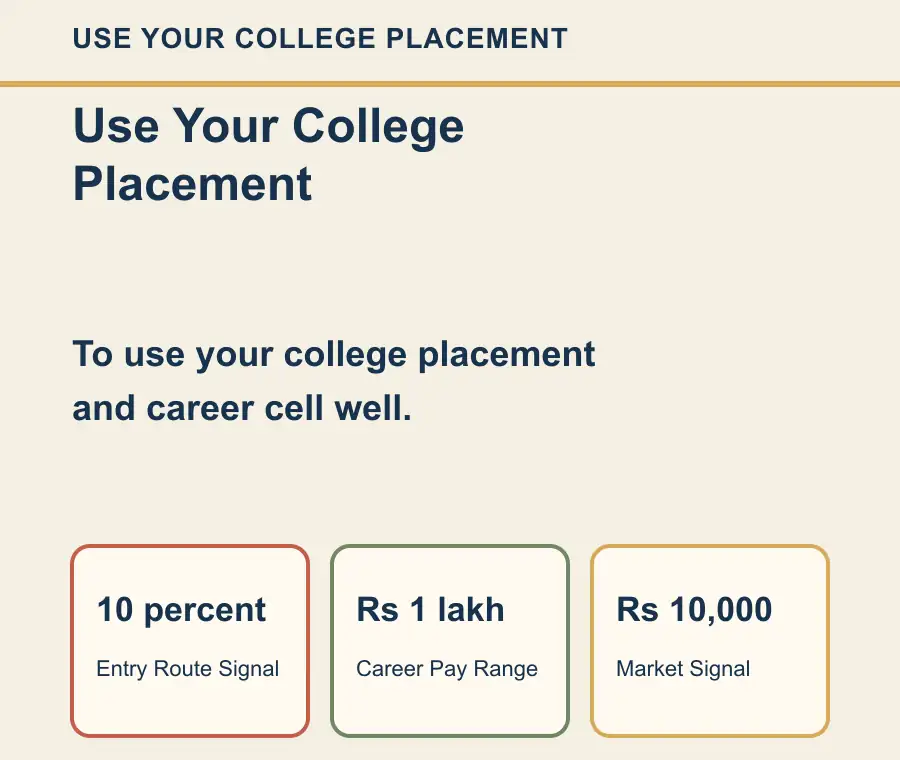 USE YOUR COLLEGE PLACEMENT
Use Your College
Placement
To use your college placement
and career cell well.
10 percent
Entry Route Signal
Rs 1 lakh
Career Pay Range
Rs 10,000
Market Signal